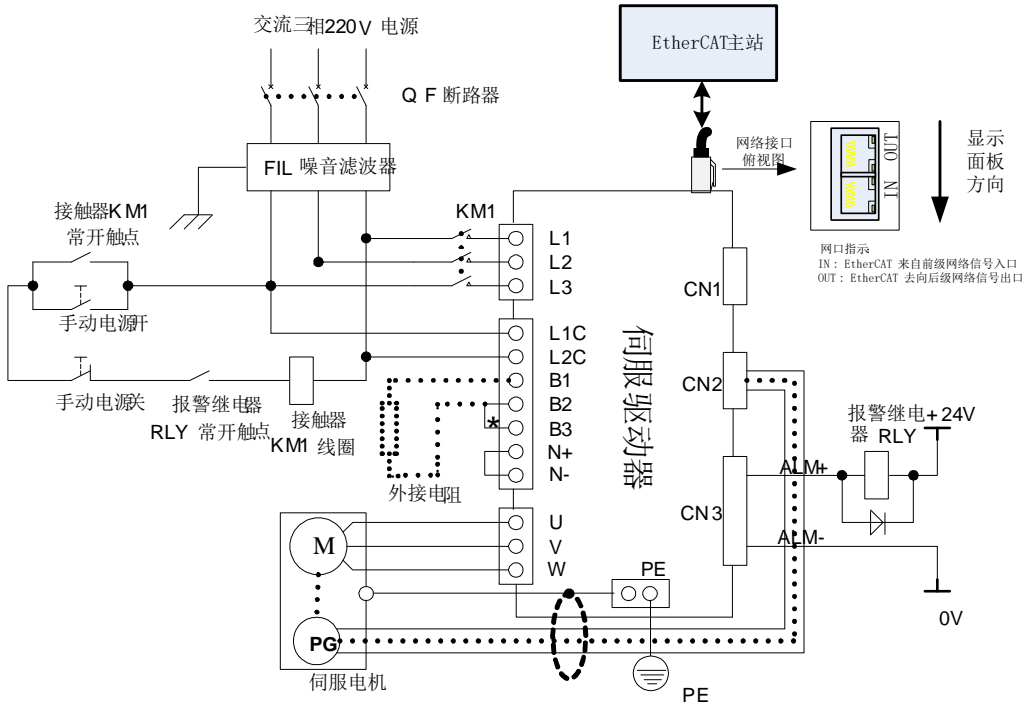 交流三相220V 电源
EtherCAT主站
Q F 断路器
网络接口
俯视图
OUT
IN
显示
面板
方向
FIL 噪音滤波器
接触器KM1
常开触点
KM1
L1
L2
L3
网口指示
IN : EtherCAT 来自前级网络信号入口
OUT : EtherCAT 去向后级网络信号出口
CN1
手动电源开
L1C
L2C
B1
B2
B3
N+
N-
*
伺服驱动器
CN2
手动电源关
报警继电器
RLY 常开触点
接触器
KM1 线圈
外接电阻
报警继电
器 RLY
+24V
ALM+
CN3
ALM-
0V
U
V
W
M
PG
伺服电机
PE
PE